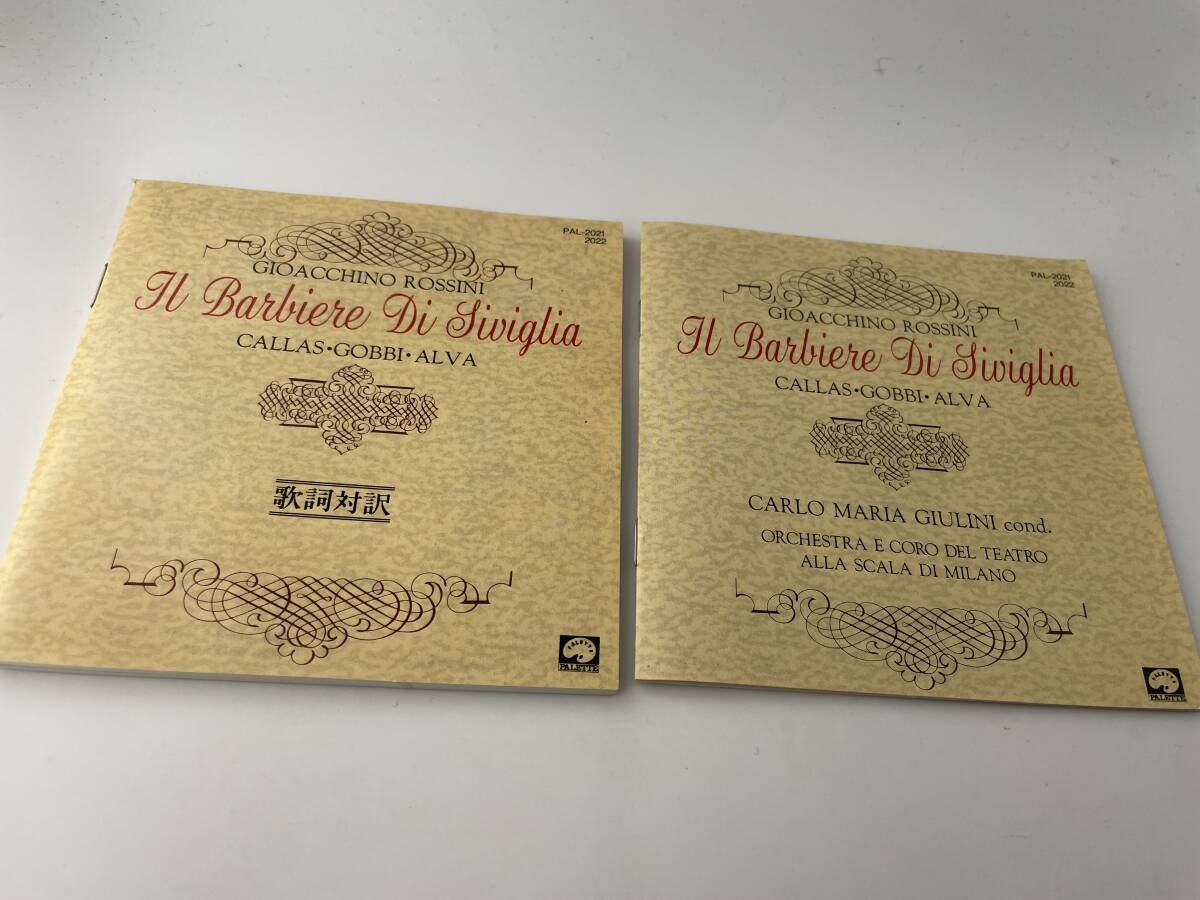 PAL-2021
2022
GIOACCHINO ROSSINI
Il Barbiere Di Siviglia
CALLAS•GOBBI•ALVA
歌詞対訳
PALETTE
PALETTE
PAL-2021
2022
GIOACCHINO ROSSINI
Il Barbiere Di Siviglia
CALLAS•GOBBI•ALVA
CARLO MARIA GIULINI cond.
ORCHESTRA E CORO DEL TEATRO
ALLA SCALA DI MILANO
PALETTE
PALETTE